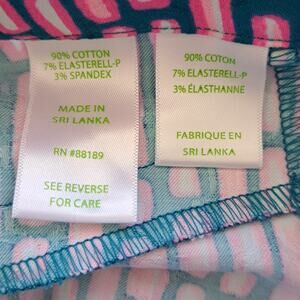 90% COTTON
7% ELASTERELL-P
3% SPANDEX
MADE IN
SRI LANKA
RN #88189
SEE REVERSE
FOR CARE
90% COTON
7% ELASTERELL-P
3% ÉLASTHANNE
FABRIQUE EN
SRI LANKA